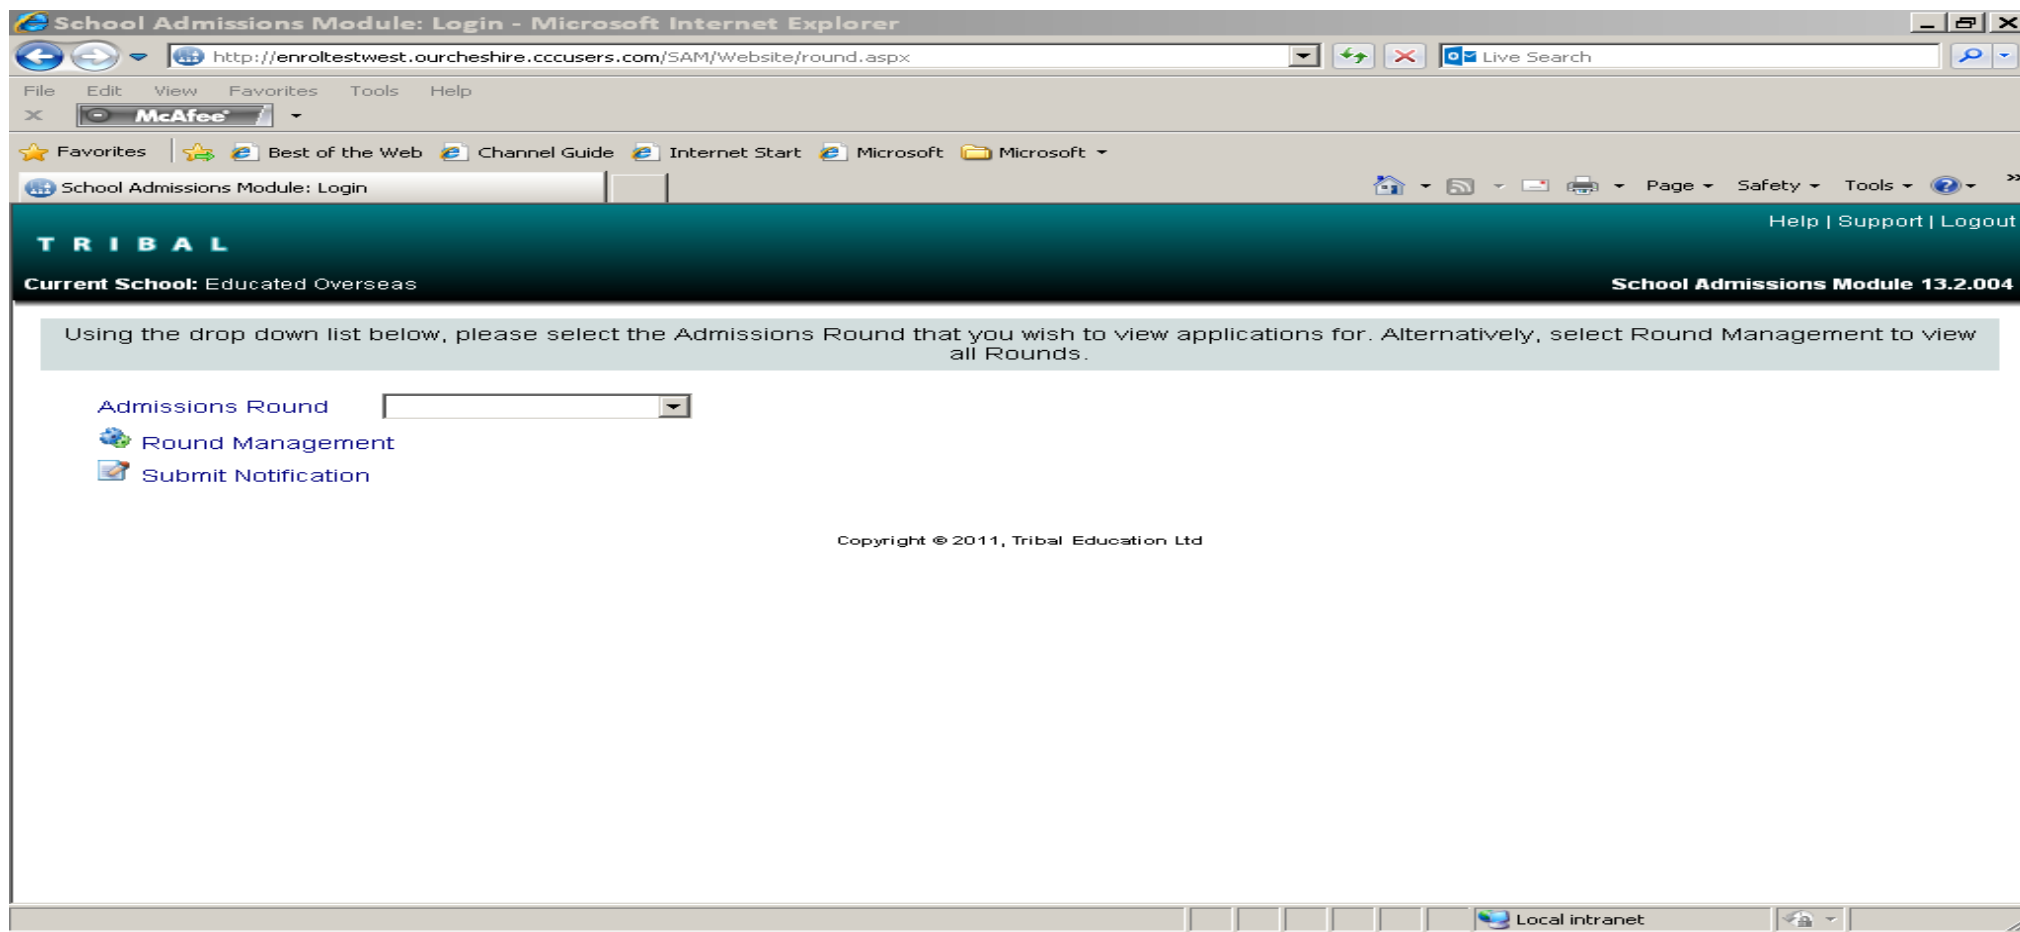 School Admissions Module: Login - Microsoft Internet Explorer
http://enroltestwest.ourcheshire.cccusers.com/SAM/Website/round.aspx
Live Search
File Edit View Favorites Tools Help
McAfee
Favorites Best of the Web Channel Guide Internet Start Microsoft Microsoft
School Admissions Module: Login
Page Safety Tools
Help | Support | Logout
TRIBAL
Current School: Educated Overseas
School Admissions Module 13.2.004
Using the drop down list below, please select the Admissions Round that you wish to view applications for. Alternatively, select Round Management to view
all Rounds.
Admissions Round
Round Management
Submit Notification
Copyright © 2011, Tribal Education Ltd
Local intranet